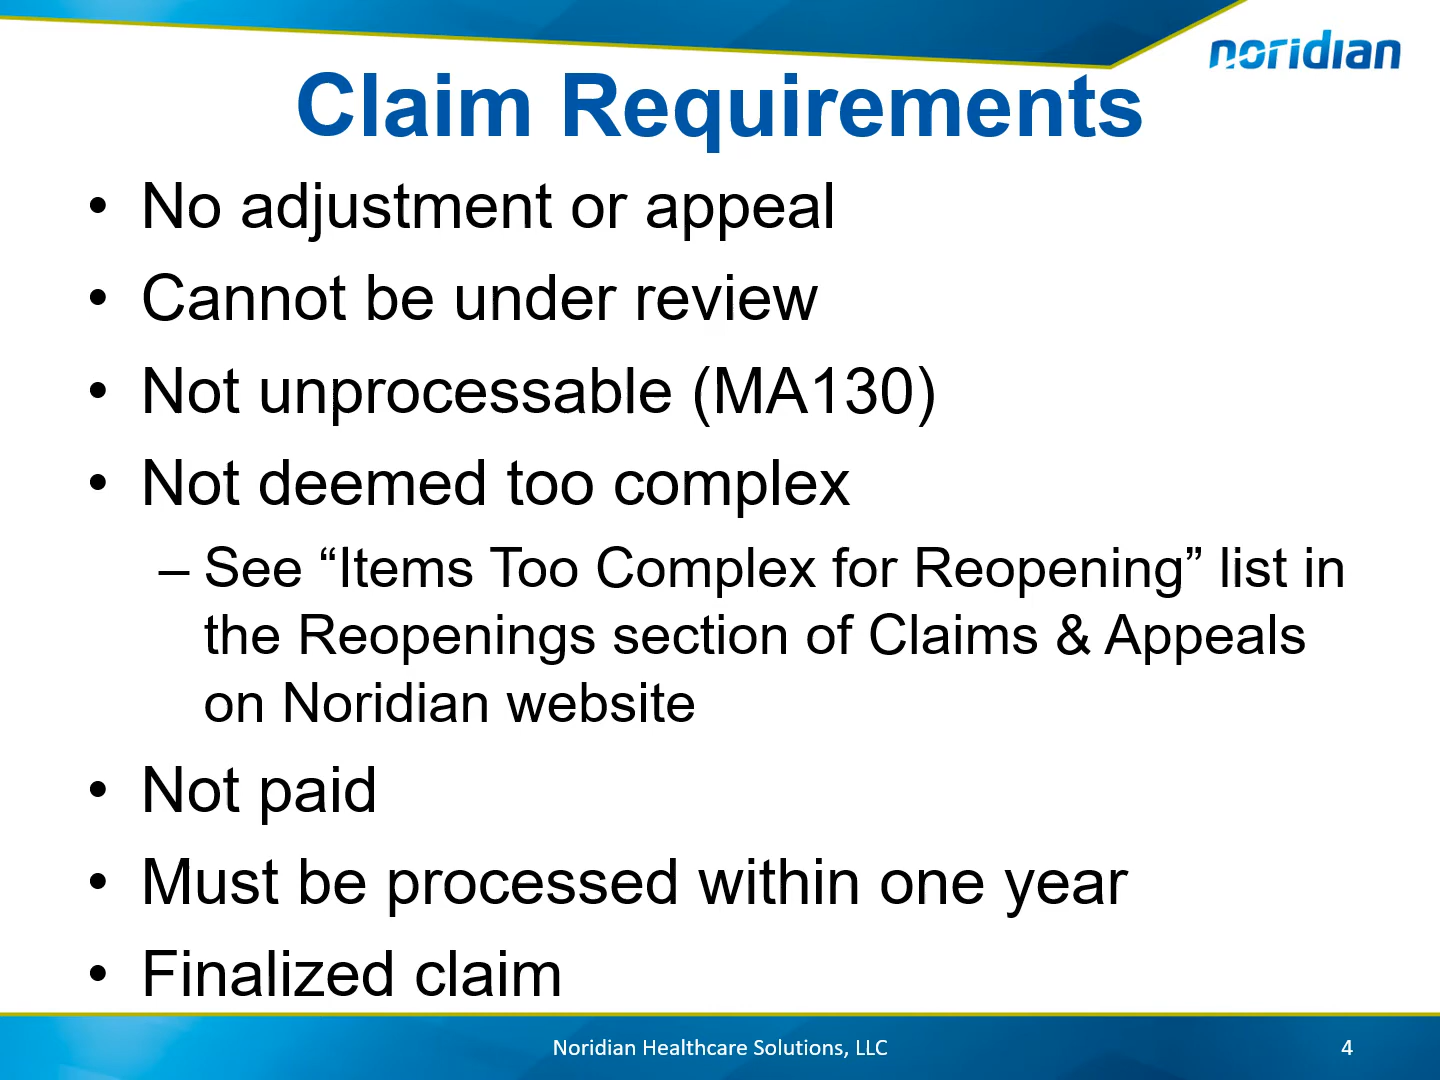 noridian
Claim Requirements
• No adjustment or appeal
• Cannot be under review
• Not unprocessable (MA130)
• Not deemed too complex
– See “Items Too Complex for Reopening” list in
the Reopenings section of Claims & Appeals
on Noridian website
• Not paid
• Must be processed within one year
• Finalized claim
Noridian Healthcare Solutions, LLC
4